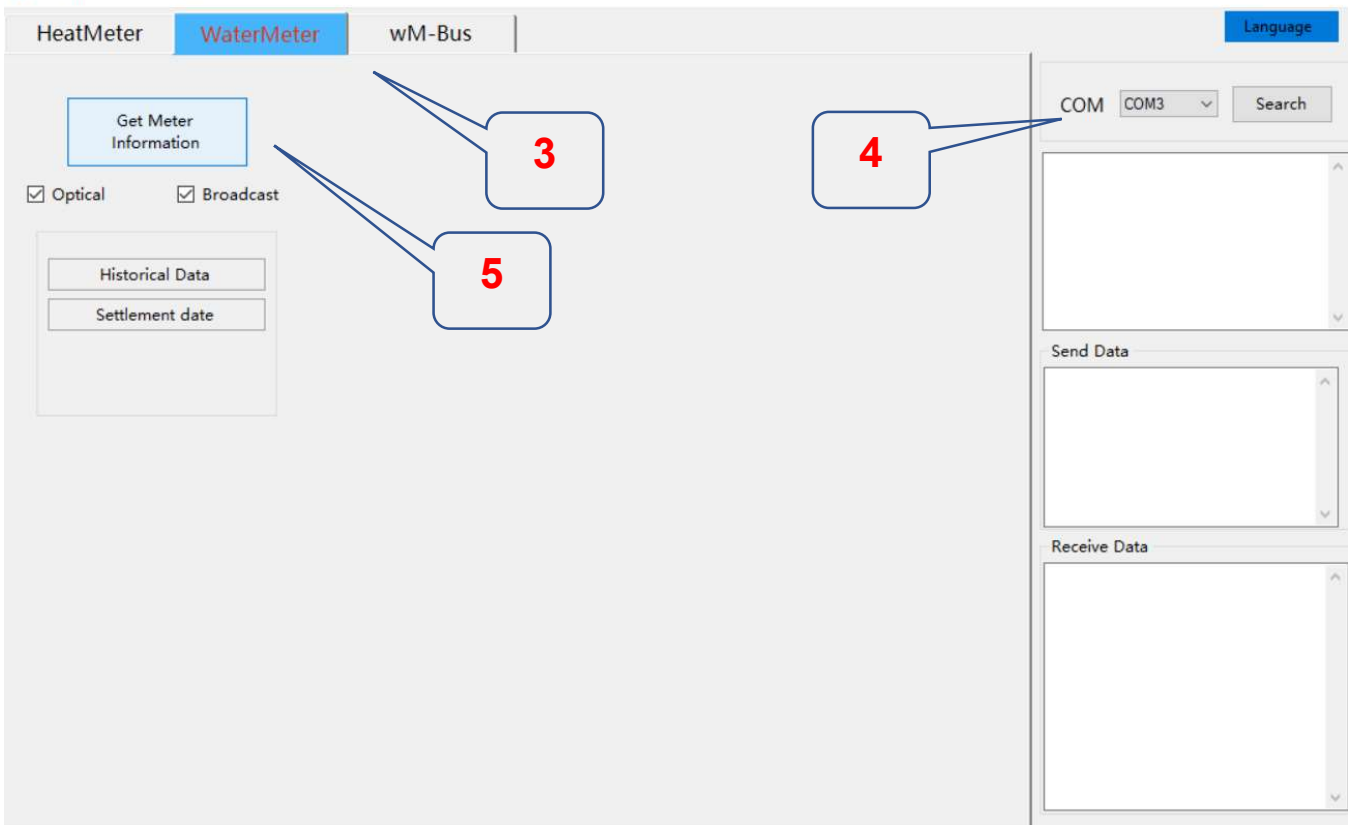 HeatMeter WaterMeter wM-Bus Language
COM COM3 Search
Get Meter
Information
3
4
Optical Broadcast
5
Historical Data
Settlement date
Send Data
Receive Data